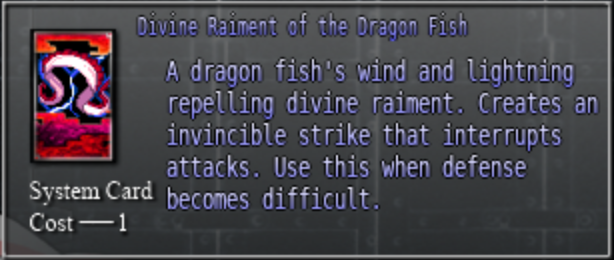 Divine Raiment of the Dragon Fish
A dragon fish's wind and lightning
repelling divine raiment. Creates an
invincible strike that interrupts
attacks. Use this when defense
becomes difficult.
System Card
Cost — 1